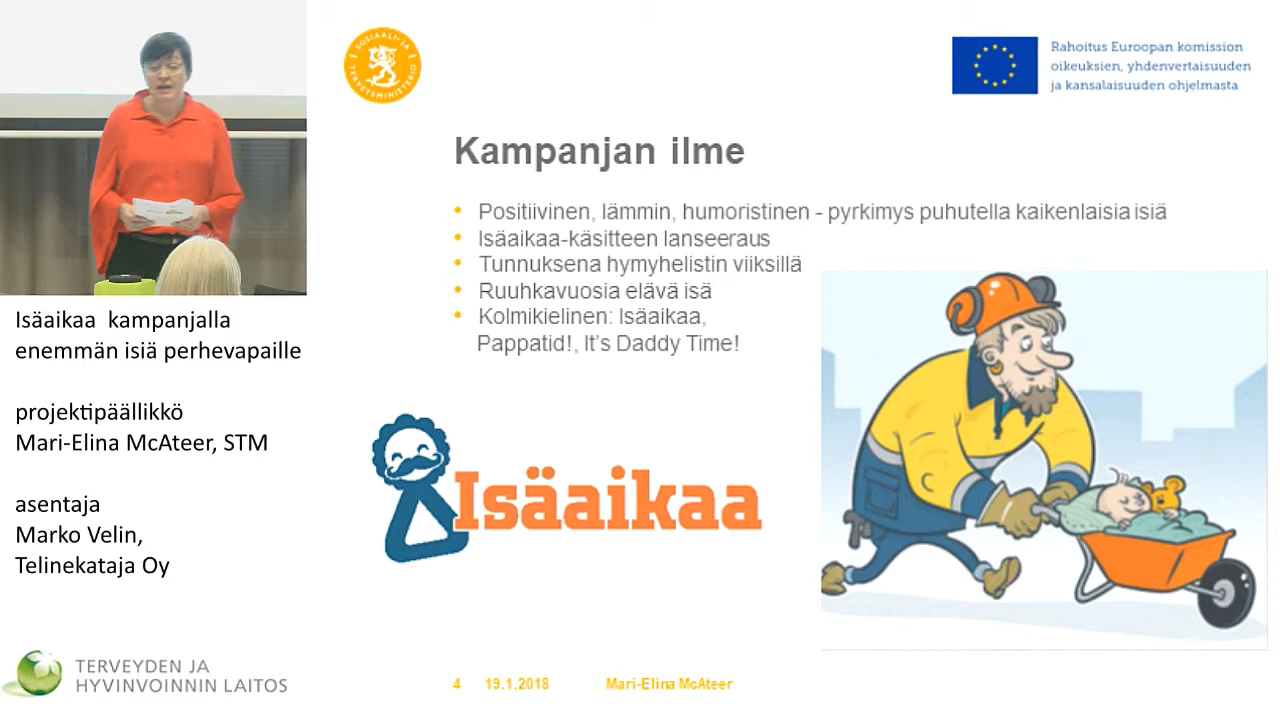 SOSIAALI- JA
TERVEYSMINISTERIÖ
Rahoitus Euroopan komission
oikeuksien, yhdenvertaisuuden
ja kansalaisuuden ohjelmasta
Kampanjan ilme
• Positiivinen, lämmin, humoristinen - pyrkimys puhutella kaikenlaisia isiä
• Isäaikaa-käsitteen lanseeraus
• Tunnuksena hymyhelistin viiksillä
• Ruuhkavuosia elävä isä
• Kolmikielinen: Isäaikaa,
Pappatid!, It's Daddy Time!
Isäaikaa
4 19.1.2018 Mari-Elina McAteer
Isäaikaa kampanjalla
enemmän isiä perhevapaille
projektipäällikkö
Mari-Elina McAteer, STM
asentaja
Marko Velin,
Telinekataja Oy
TERVEYDEN JA
HYVINVOINNIN LAITOS